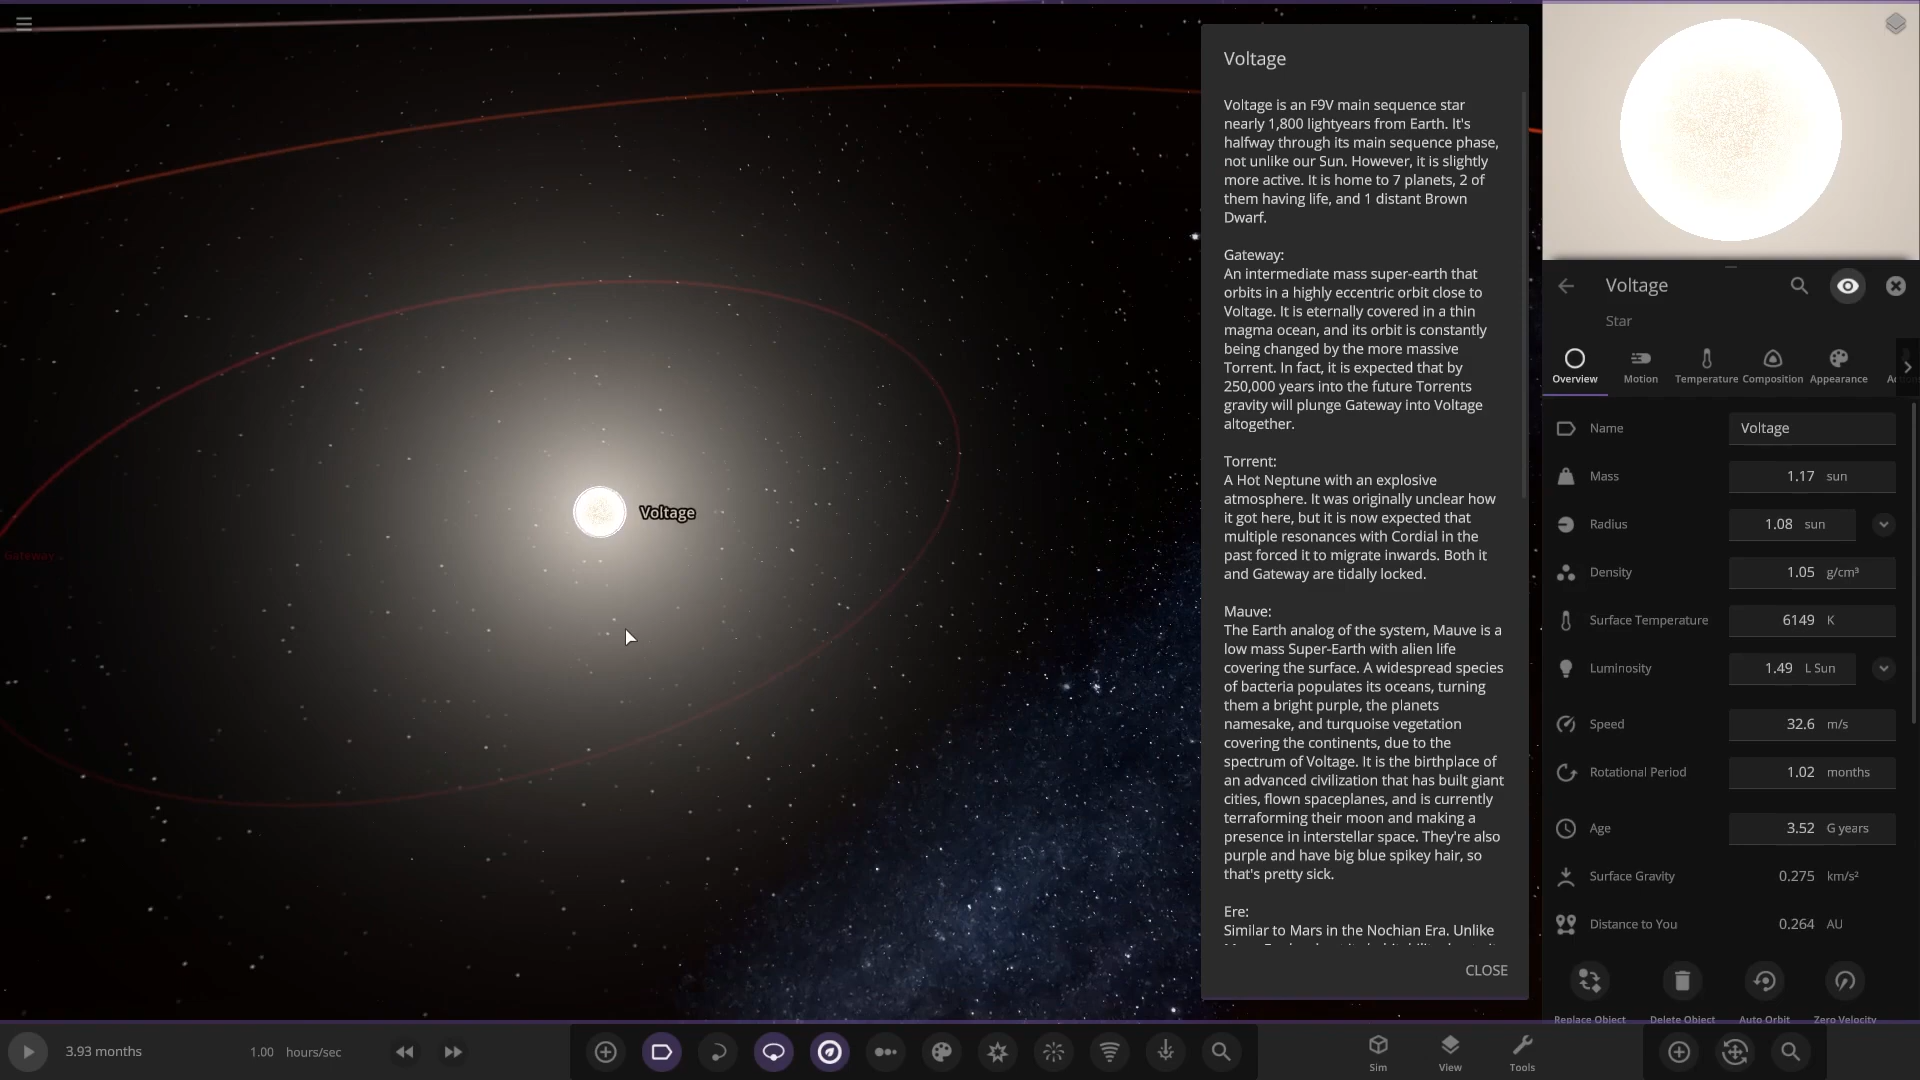 Voltage
Gateway
Voltage
Voltage is an F9V main sequence star
nearly 1,800 lightyears from Earth. It's
halfway through its main sequence phase,
not unlike our Sun. However, it is slightly
more active. It is home to 7 planets, 2 of
them having life, and 1 distant Brown
Dwarf.
Gateway:
An intermediate mass super-earth that
orbits in a highly eccentric orbit close to
Voltage. It is eternally covered in a thin
magma ocean, and its orbit is constantly
being changed by the more massive
Torrent. In fact, it is expected that by
250,000 years into the future Torrents
gravity will plunge Gateway into Voltage
altogether.
Torrent:
A Hot Neptune with an explosive
atmosphere. It was originally unclear how
it got here, but it is now expected that
multiple resonances with Cordial in the
past forced it to migrate inwards. Both it
and Gateway are tidally locked.
Mauve:
The Earth analog of the system, Mauve is a
low mass Super-Earth with alien life
covering the surface. A widespread species
of bacteria populates its oceans, turning
them a bright purple, the planets
namesake, and turquoise vegetation
covering the continents, due to the
spectrum of Voltage. It is the birthplace of
an advanced civilization that has built giant
cities, flown spaceplanes, and is currently
terraforming their moon and making a
presence in interstellar space. They're also
purple and have big blue spikey hair, so
that's pretty sick.
Ere:
Similar to Mars in the Nochian Era. Unlike
CLOSE
Voltage
Star
Overview Motion Temperature Composition Appearance
Name Voltage
Mass 1.17 sun
Radius 1.08 sun
Density 1.05 g/cm³
Surface Temperature 6149 K
Luminosity 1.49 L Sun
Speed 32.6 m/s
Rotational Period 1.02 months
Age 3.52 G years
Surface Gravity 0.275 km/s²
Distance to You 0.264 AU
Replace Object Delete Object Auto Orbit Zero Velocity
3.93 months 1.00 hours/sec Sim View Tools